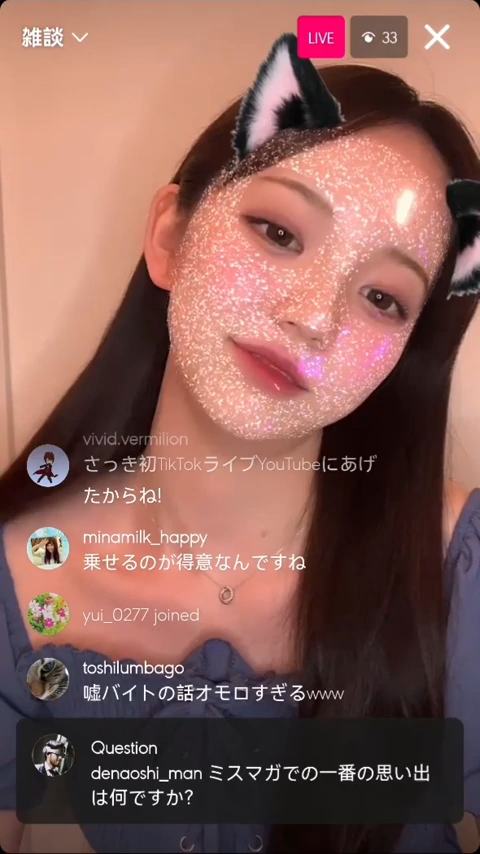 雑談
LIVE
33
vivid.vermilion
さっき初TikTokライブYouTubeにあげ
たからね!
minamilk_happy
乗せるのが得意なんですね
yui_0277 joined
toshilumbago
嘘バイトの話オモロすぎるwww
Question
denaoshi_man ミスマガでの一番の思い出
は何ですか?